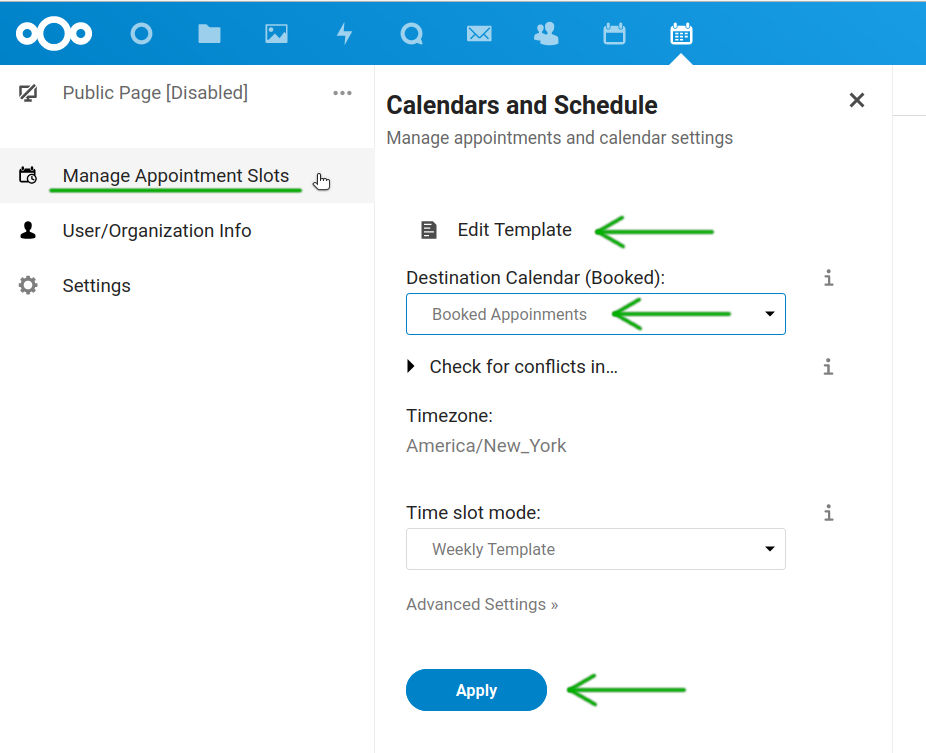 Public Page [Disabled]
Manage Appointment Slots
User/Organization Info
Settings
Calendars and Schedule
Manage appointments and calendar settings
Edit Template
Destination Calendar (Booked):
Booked Appoinments
Check for conflicts in...
Timezone:
America/New_York
Time slot mode:
Weekly Template
Advanced Settings »
Apply